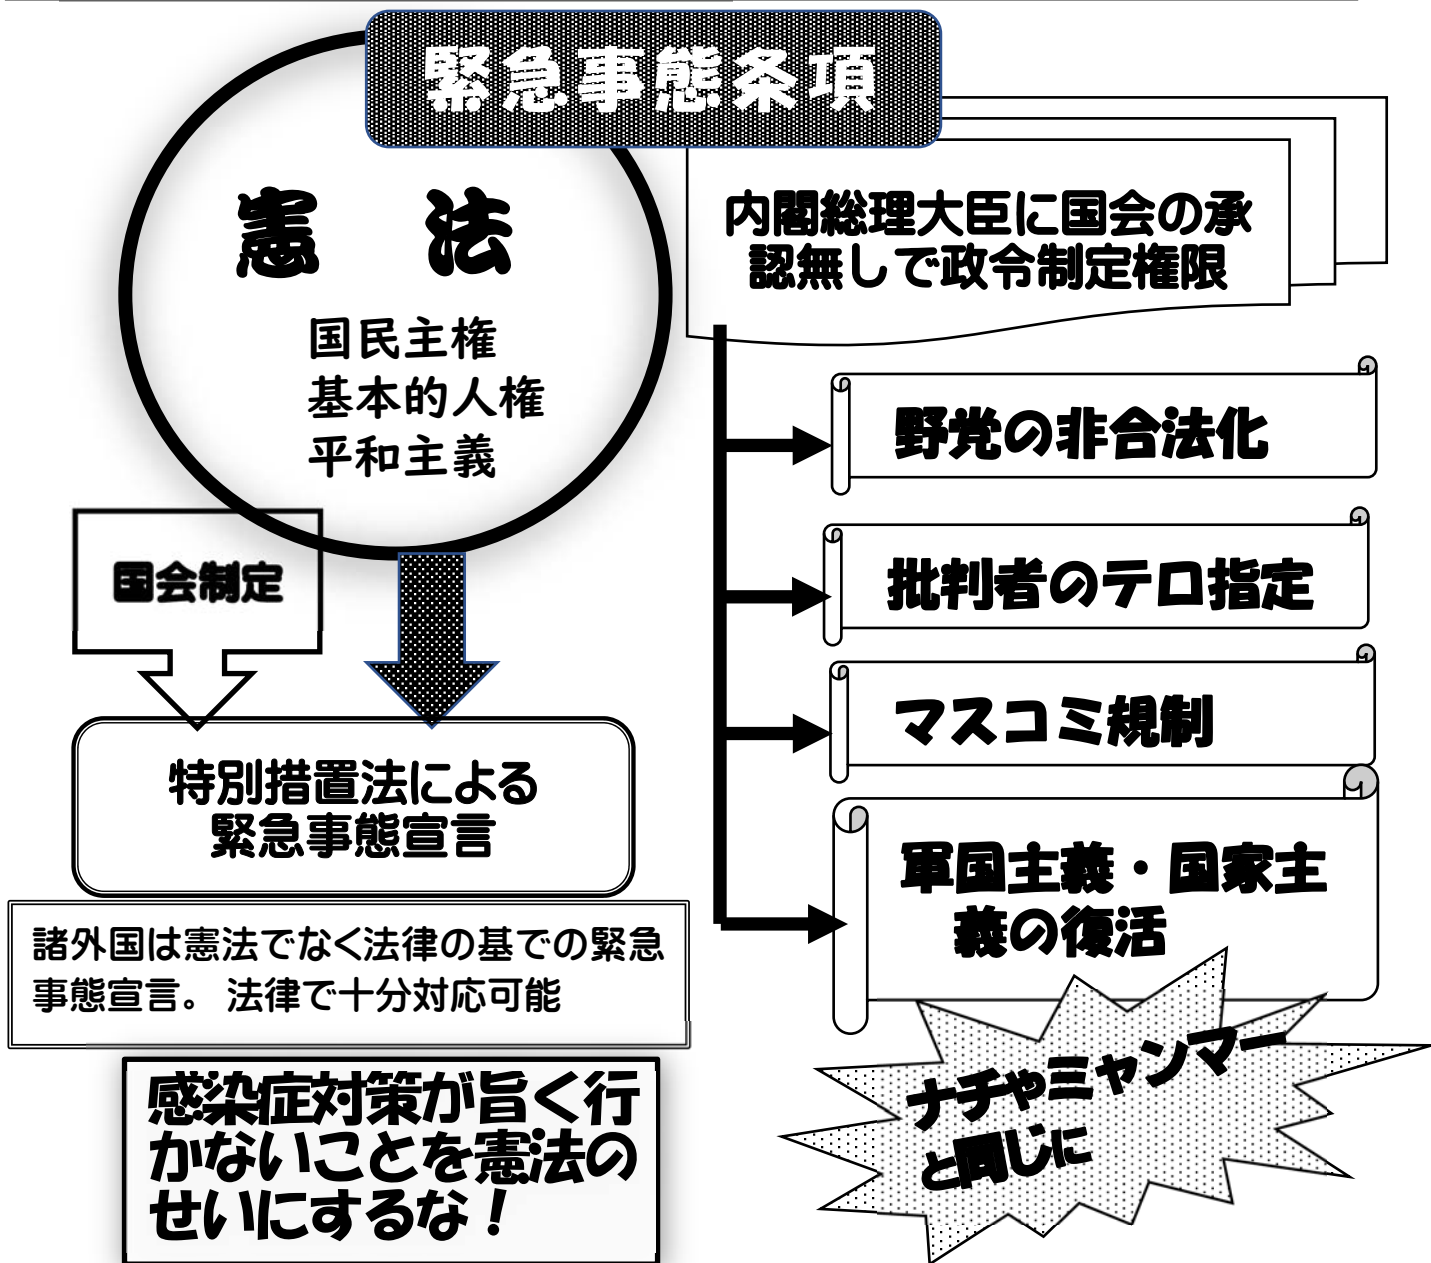 緊急事態条項
憲　法
国民主権
基本的人権
平和主義
国会制定
特別措置法による
緊急事態宣言
諸外国は憲法でなく法律の基での緊急
事態宣言。 法律で十分対応可能
感染症対策が旨く行
かないことを憲法の
せいにするな！
内閣総理大臣に国会の承
認無しで政令制定権限
野党の非合法化
批判者のテロ指定
マスコミ規制
軍国主義・国家主
義の復活
ナチやミャンマー
と同じに